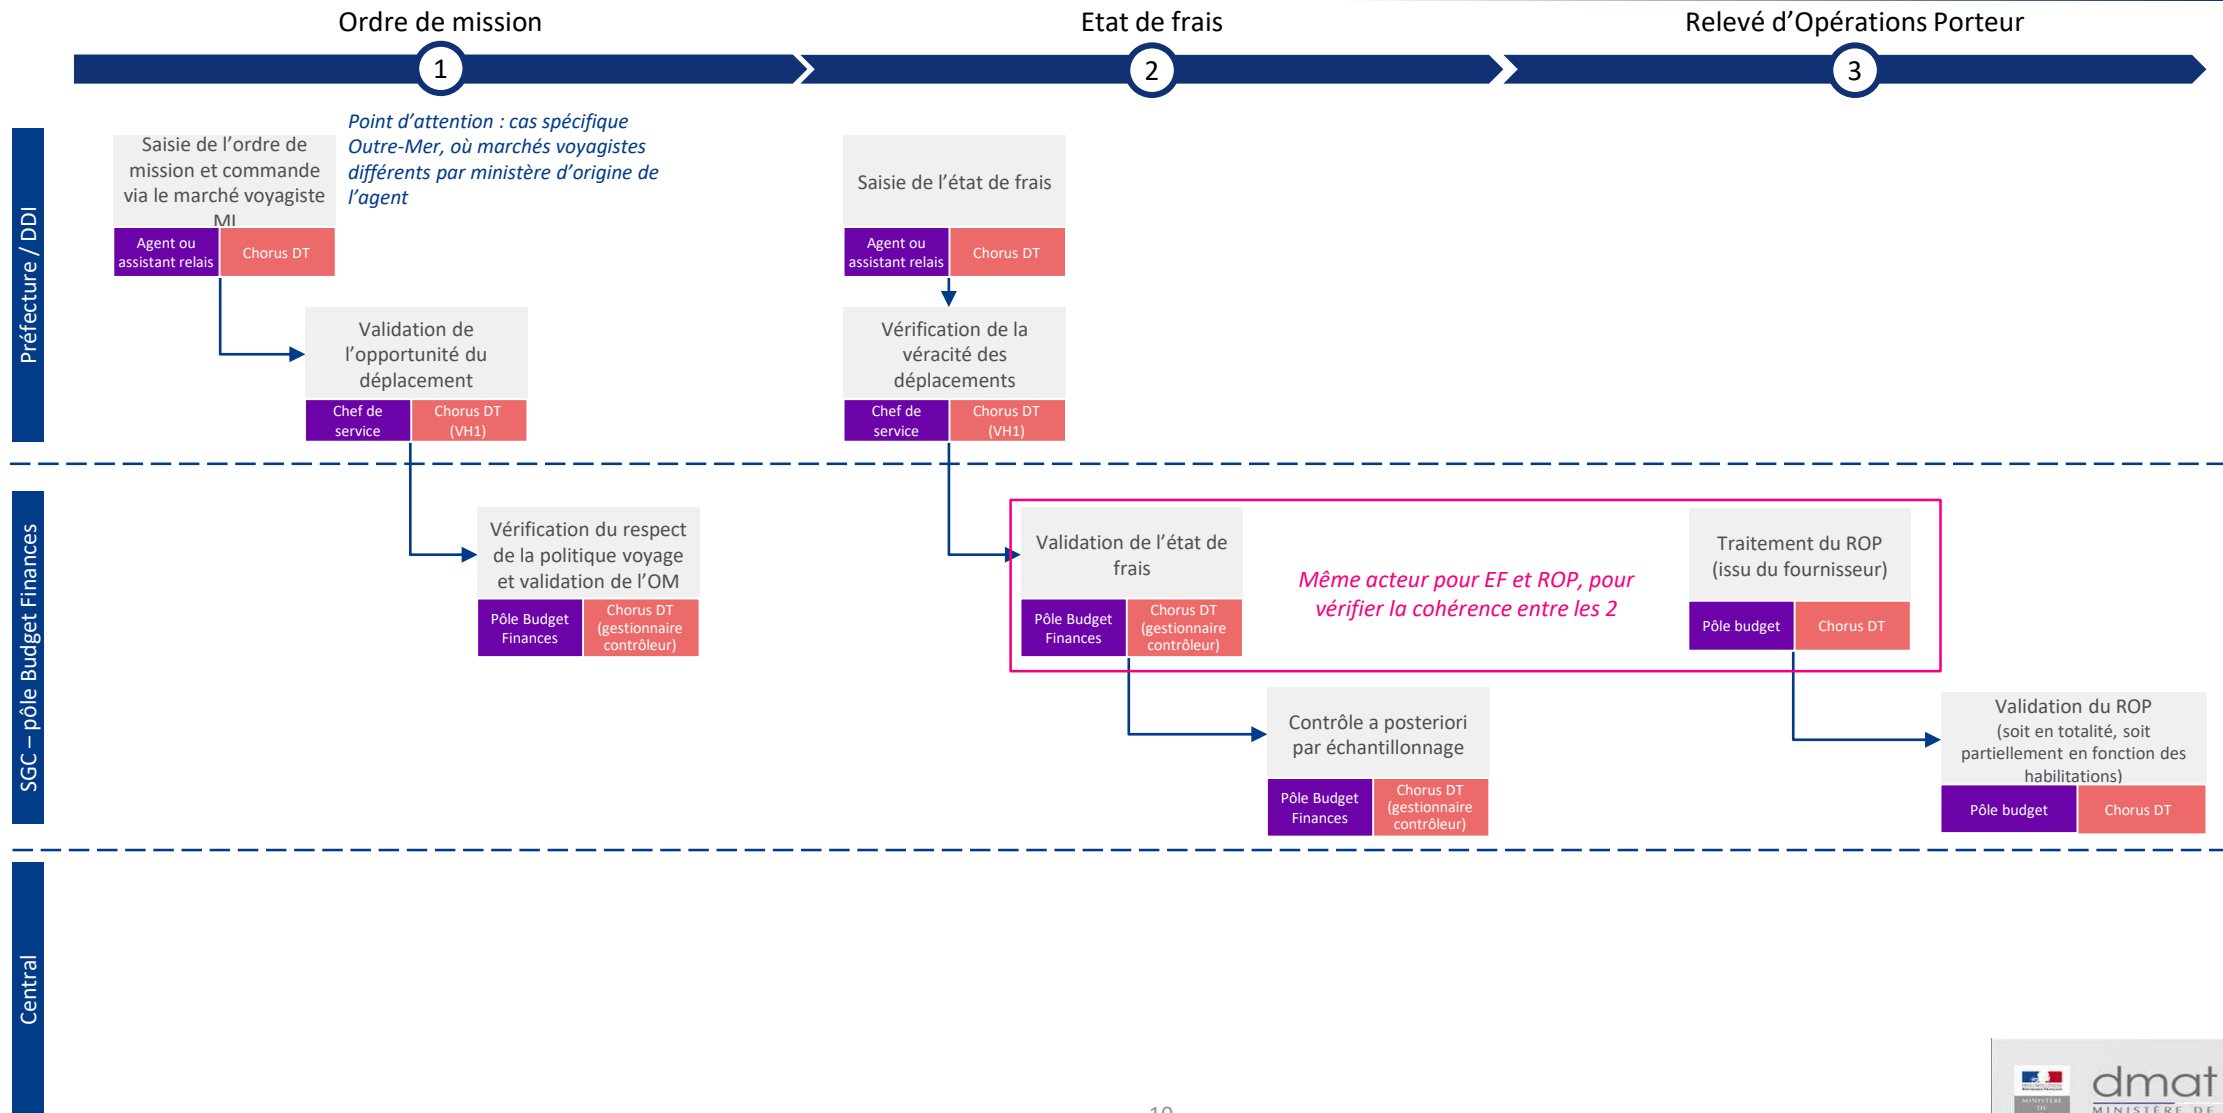 Ordre de mission
Etat de frais
Relevé d’Opérations Porteur
1
2
3
Préfecture / DDI
Saisie de l’ordre de
mission et commande
via le marché voyagiste
MI
Agent ou
assistant relais
Chorus DT
Point d’attention : cas spécifique
Outre-Mer, où marchés voyagistes
différents par ministère d’origine de
l’agent
Validation de
l’opportunité du
déplacement
Chef de
service
Chorus DT
(VH1)
Saisie de l’état de frais
Agent ou
assistant relais
Chorus DT
Vérification de la
véracité des
déplacements
Chef de
service
Chorus DT
(VH1)
SGC – pôle Budget Finances
Vérification du respect
de la politique voyage
et validation de l’OM
Pôle Budget
Finances
Chorus DT
(gestionnaire
contrôleur)
Validation de l’état de
frais
Pôle Budget
Finances
Chorus DT
(gestionnaire
contrôleur)
Même acteur pour EF et ROP, pour
vérifier la cohérence entre les 2
Traitement du ROP
(issu du fournisseur)
Pôle budget
Chorus DT
Contrôle a posteriori
par échantillonnage
Pôle Budget
Finances
Chorus DT
(gestionnaire
contrôleur)
Validation du ROP
(soit en totalité, soit
partiellement en fonction des
habilitations)
Pôle budget
Chorus DT
Central
10
MINISTÈRE
DE
dmat
MINISTÈRE DE